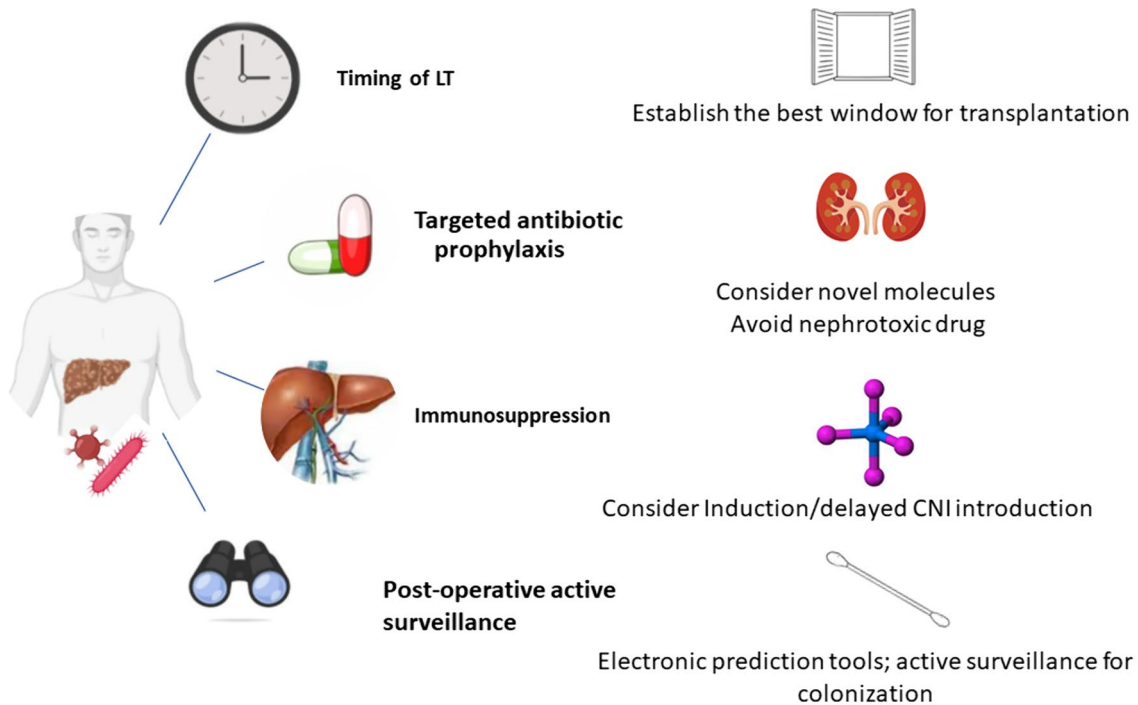 Timing of LT
Establish the best window for transplantation
Targeted antibiotic
prophylaxis
Consider novel molecules
Avoid nephrotoxic drug
Immunosuppression
Consider Induction/delayed CNI introduction
Post-operative active
surveillance
Electronic prediction tools; active surveillance for
colonization